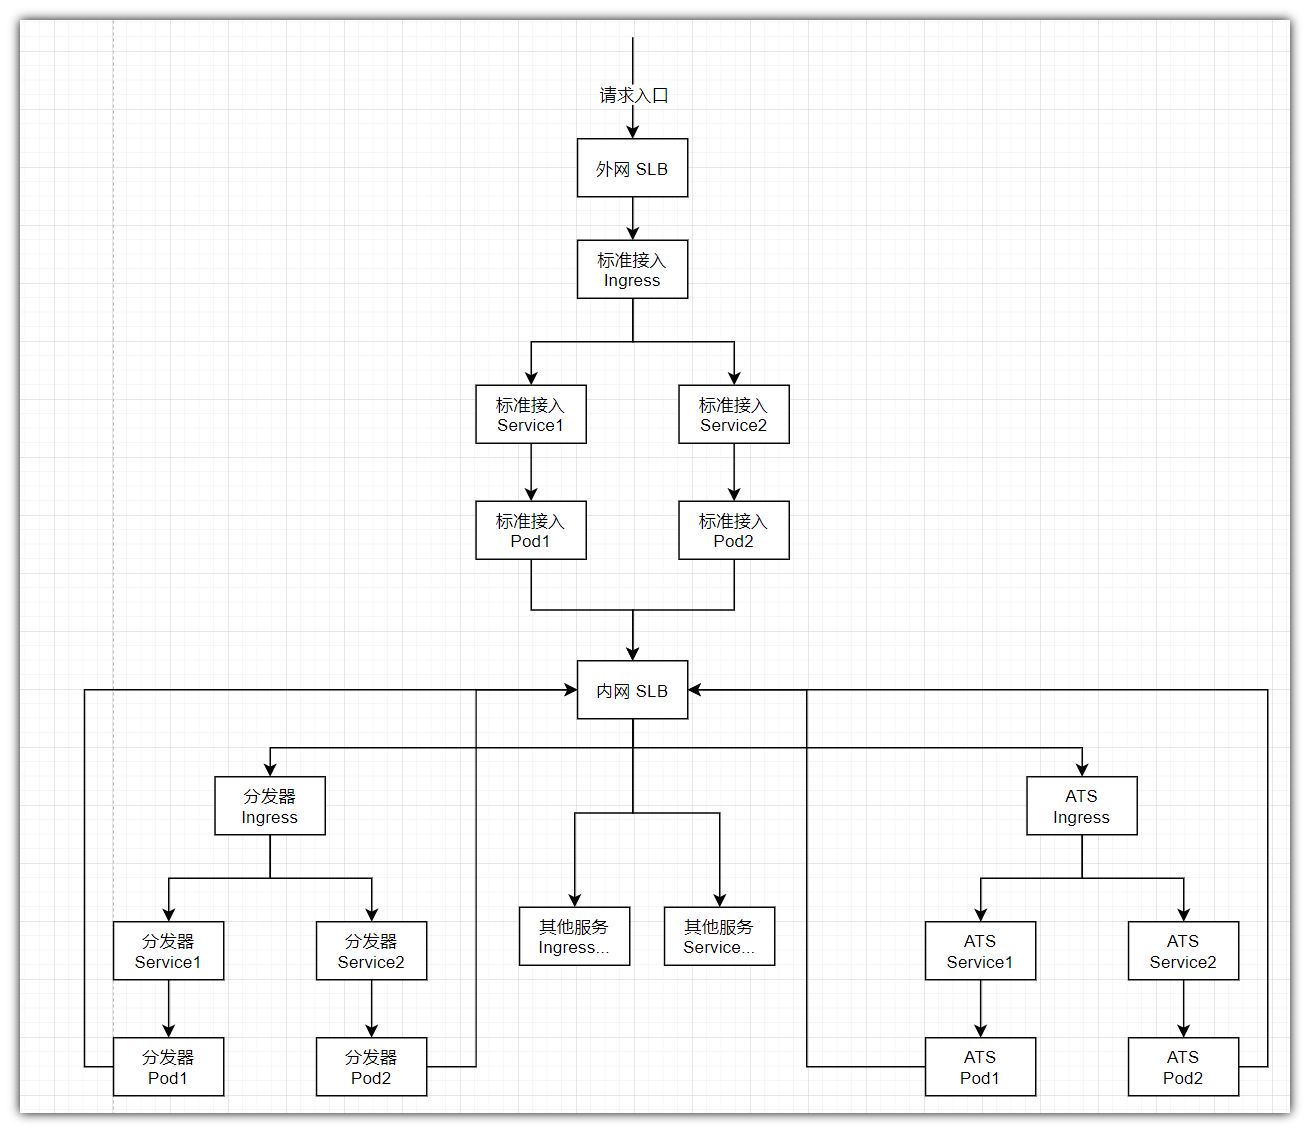 请求入口
外网 SLB
标准接入
Ingress
标准接入
Service1
标准接入
Service2
标准接入
Pod1
标准接入
Pod2
内网 SLB
分发器
Ingress
ATS
Ingress
其他服务
Ingress...
其他服务
Service...
分发器
Service1
分发器
Service2
ATS
Service1
ATS
Service2
分发器
Pod1
分发器
Pod2
ATS
Pod1
ATS
Pod2